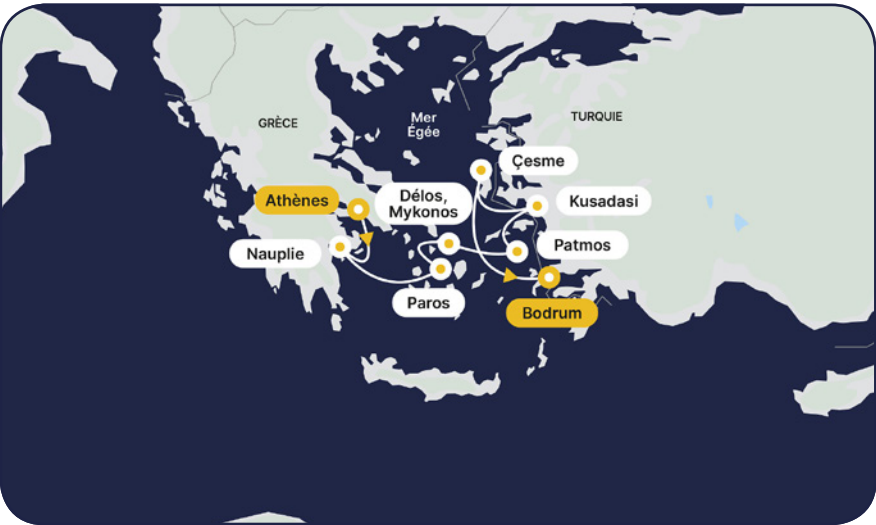 GRÈCE
Mer
Égée
TURQUIE
Çesme
Athènes
Délos,
Mykonos
Kusadasi
Nauplie
Patmos
Paros
Bodrum